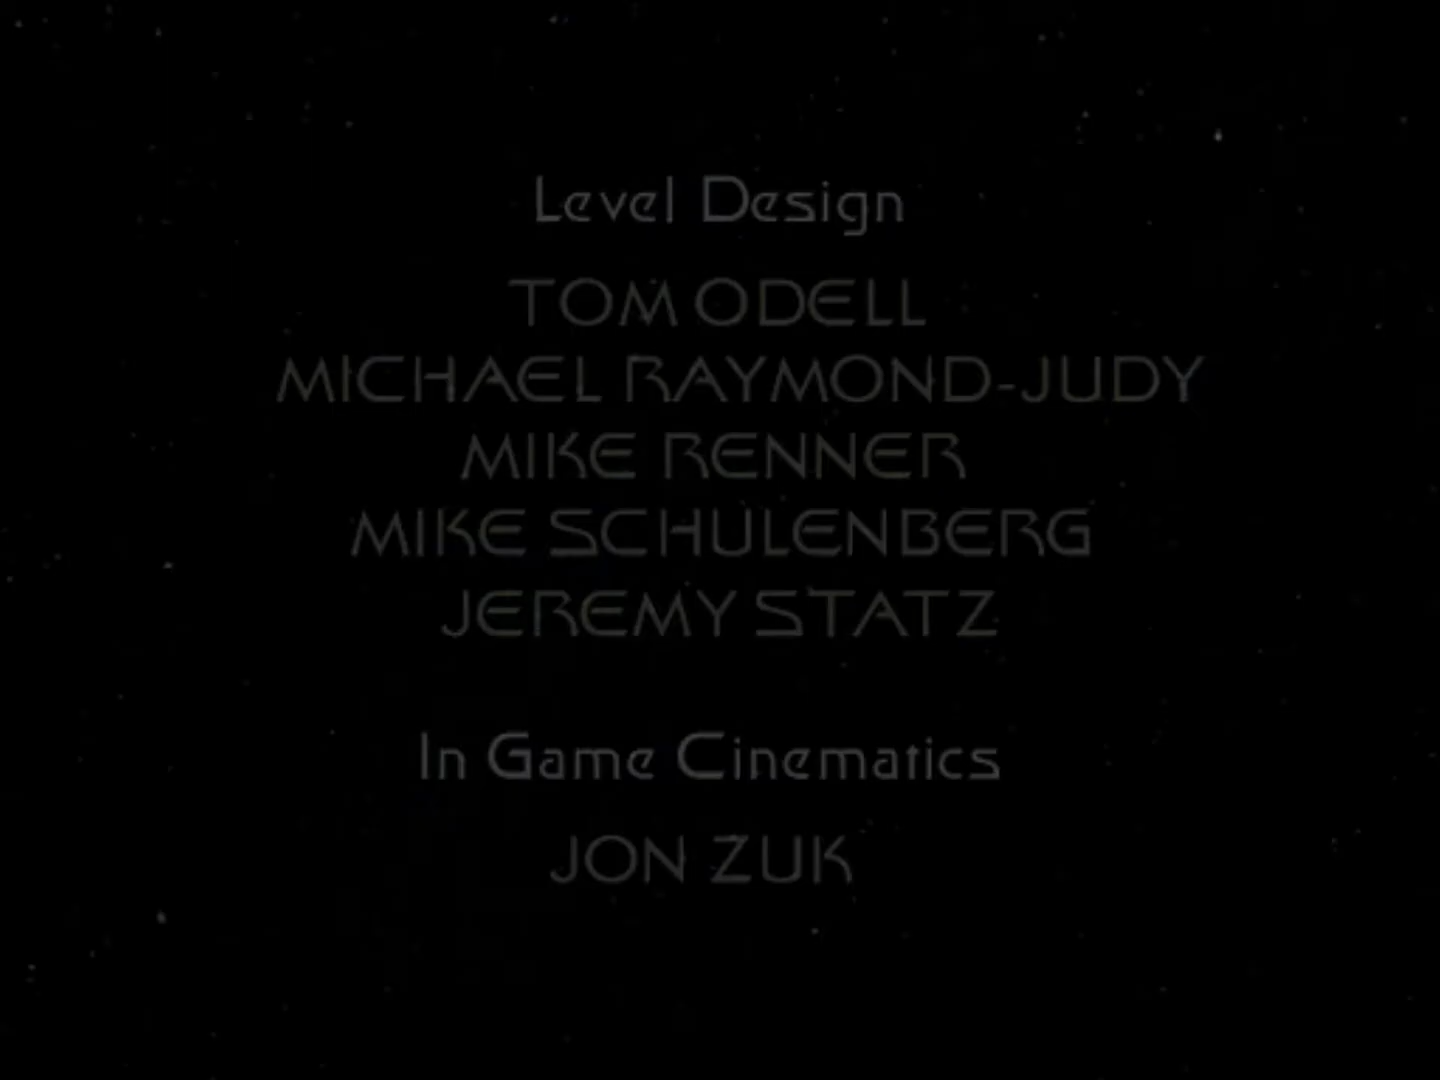 Level Design
TOM ODELL
MICHAEL RAYMOND-JUDY
MIKE RENNER
MIKE SCHULENBERG
JEREMY STATZ
In Game Cinematics
JON ZUK